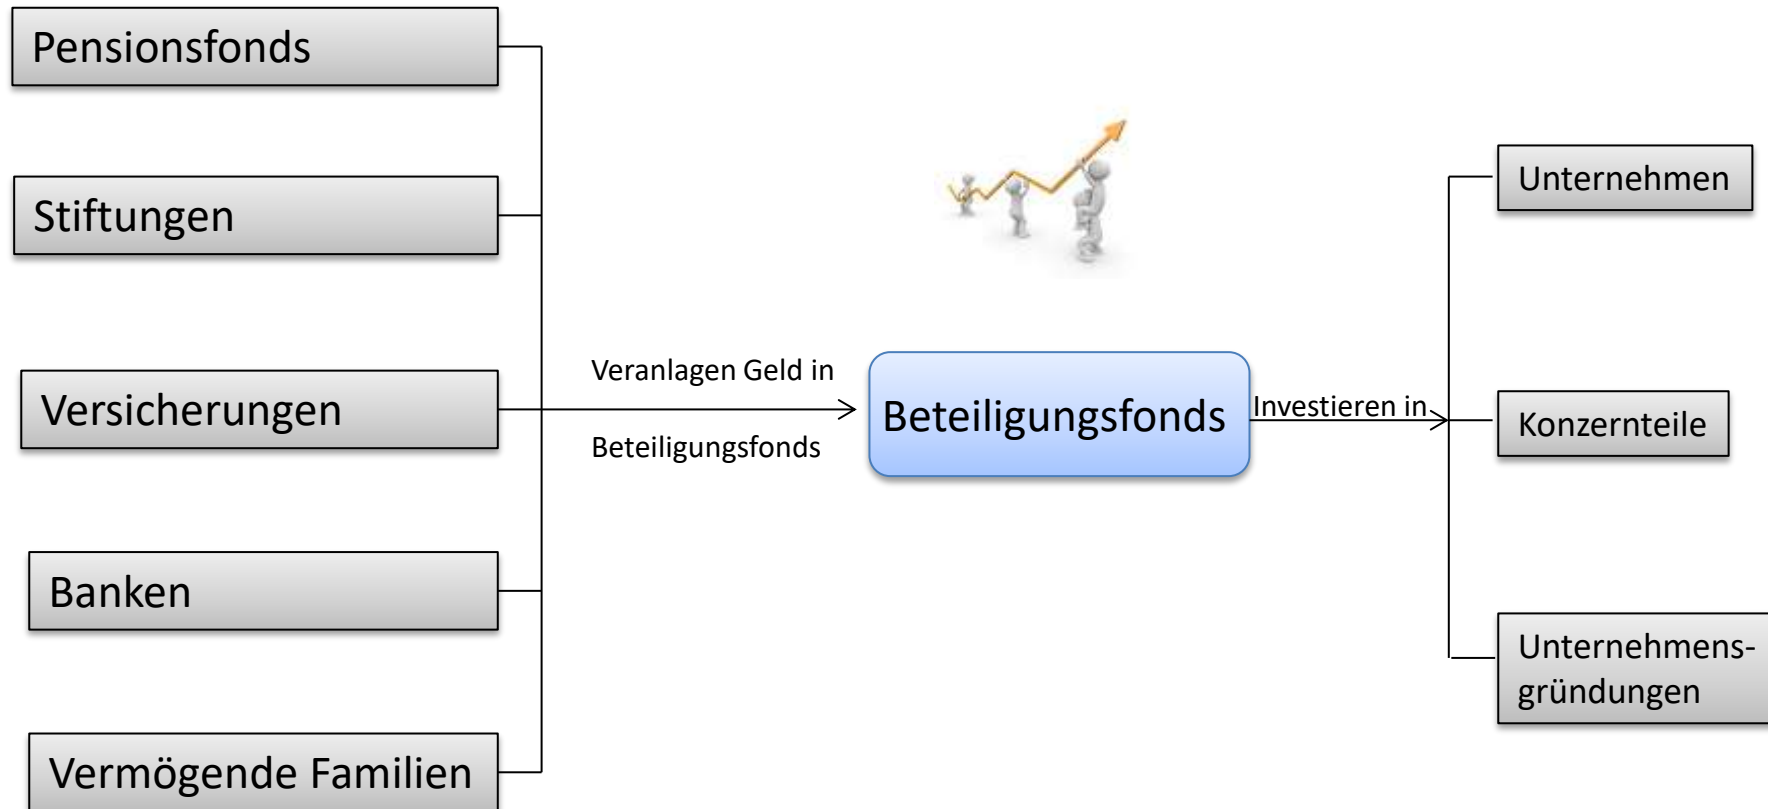 Pensionsfonds
Stiftungen
Versicherungen
Banken
Vermögende Familien
Veranlagen Geld in
Beteiligungsfonds
Beteiligungsfonds
Investieren in
Unternehmen
Konzernteile
Unternehmens-
gründungen